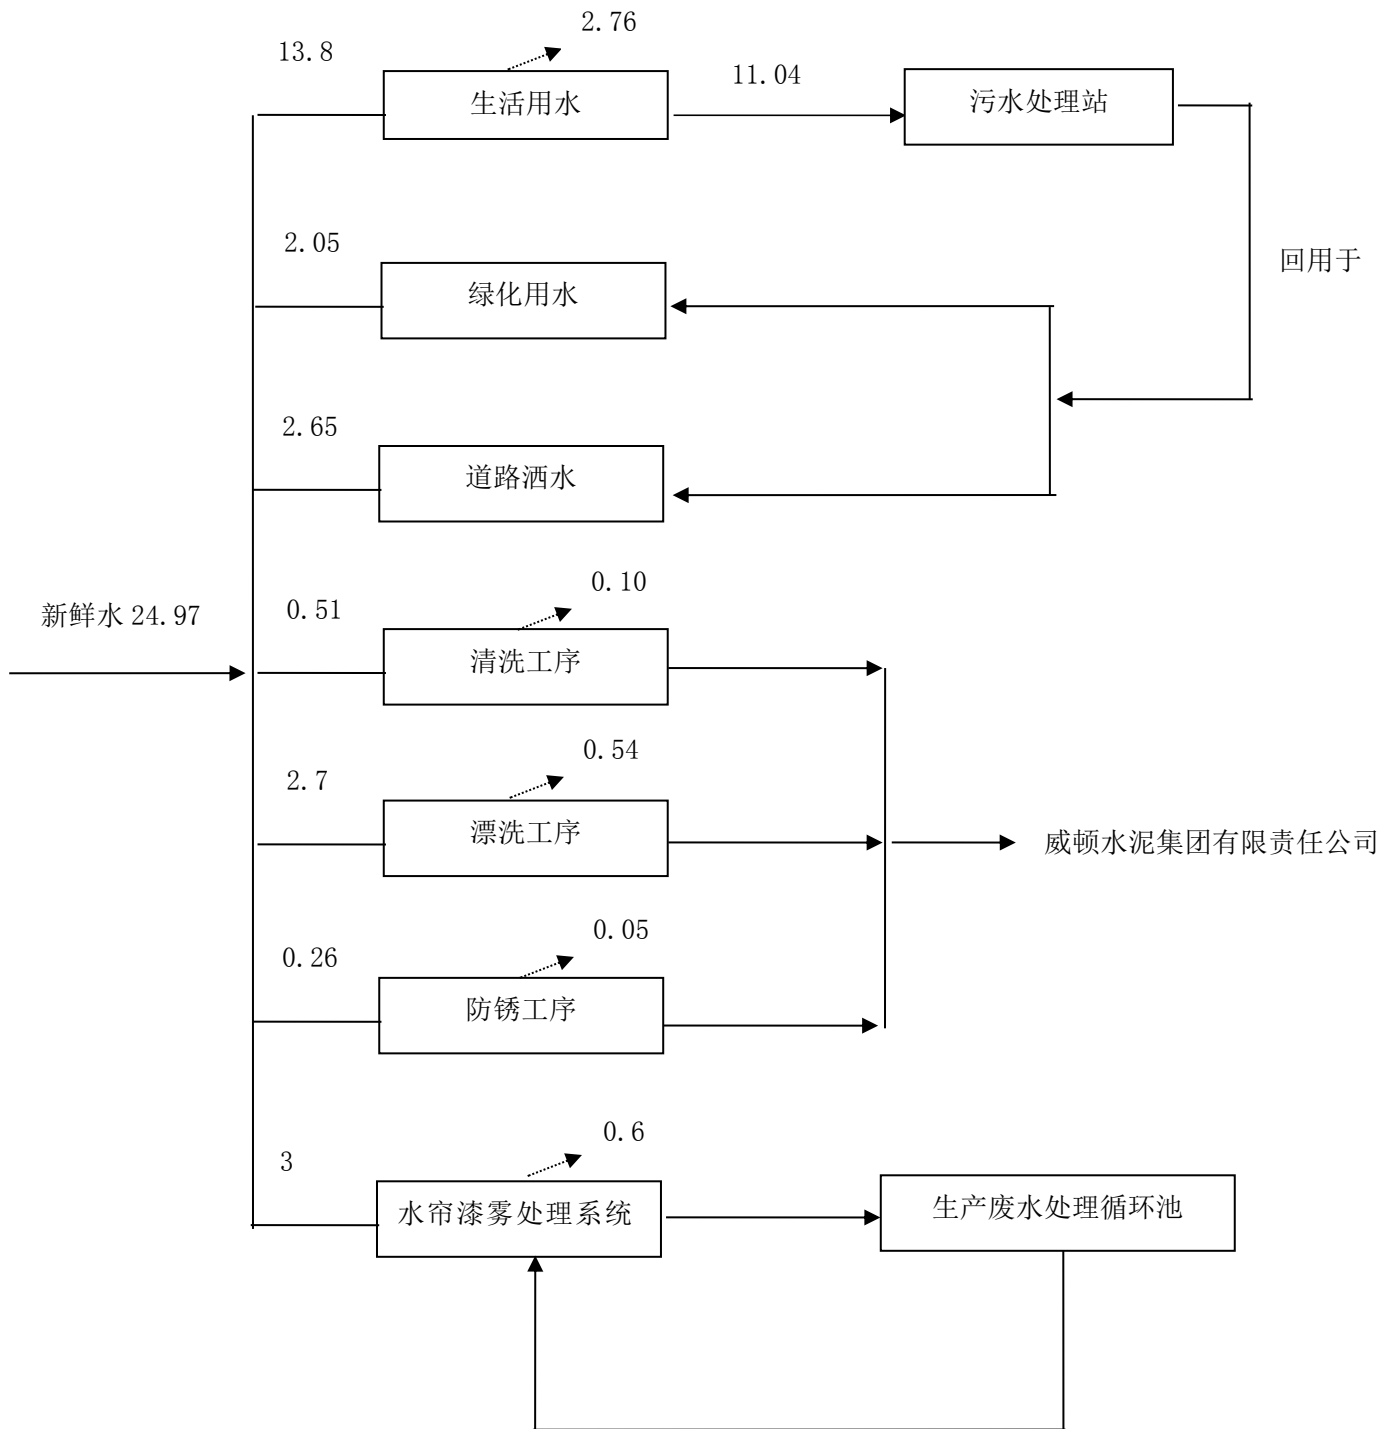 2.76
13.8
11.04
生活用水
污水处理站
2.05
绿化用水
回用于
2.65
道路洒水
0.10
新鲜水 24.97
0.51
清洗工序
0.54
2.7
漂洗工序
威顿水泥集团有限责任公司
0.05
0.26
防锈工序
0.6
3
水帘漆雾处理系统
生产废水处理循环池